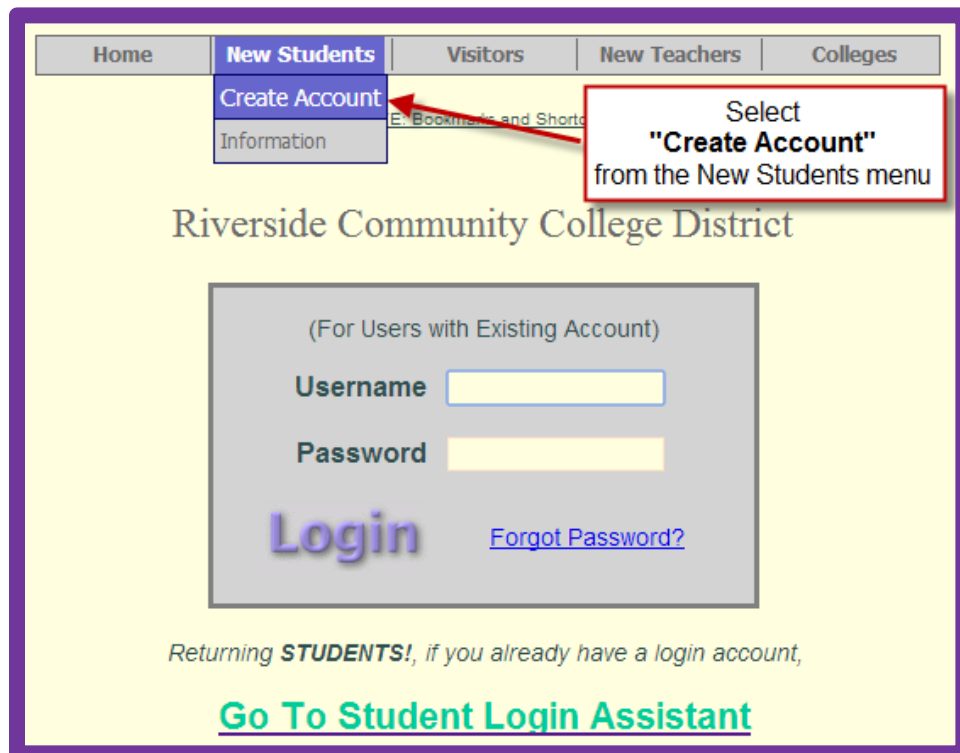 Home New Students Visitors New Teachers Colleges
Create Account
E: Bookmarks and
Information
Select
"Create Account"
from the New Students menu
Riverside Community College District
(For Users with Existing Account)
Username
Password
Login Forgot Password?
Returning STUDENTS!, if you already have a login account,
Go To Student Login Assistant